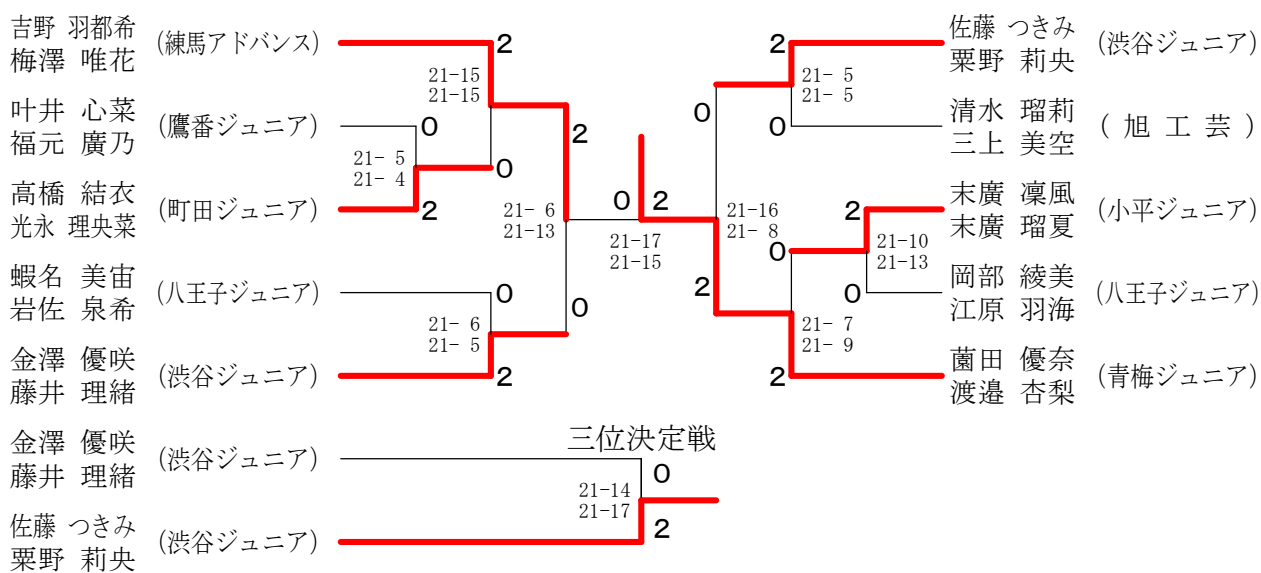 吉野 羽都希
梅澤 唯花
(練馬アドバンス)
2
21-15
21-15
叶井 心菜
福元 廣乃
(鷹番ジュニア)
0
21- 5
21- 4
0
高橋 結衣
光永 理央菜
(町田ジュニア)
2
2
21- 6
21-13
0
蝦名 美宙
岩佐 泉希
(八王子ジュニア)
0
21- 6
21- 5
金澤 優咲
藤井 理緒
(渋谷ジュニア)
2
0 2
21-17
21-15
2
佐藤 つきみ
粟野 莉央
(渋谷ジュニア)
21- 5
21- 5
0
0
清水 瑠莉
三上 美空
( 旭 工 芸 )
21-16
21- 8
2
末廣 凜風
末廣 瑠夏
(小平ジュニア)
0
21-10
21-13
2
0
岡部 綾美
江原 羽海
(八王子ジュニア)
21- 7
21- 9
2
薗田 優奈
渡邉 杏梨
(青梅ジュニア)
三位決定戦
金澤 優咲
藤井 理緒
(渋谷ジュニア)
0
21-14
21-17
2
佐藤 つきみ
粟野 莉央
(渋谷ジュニア)